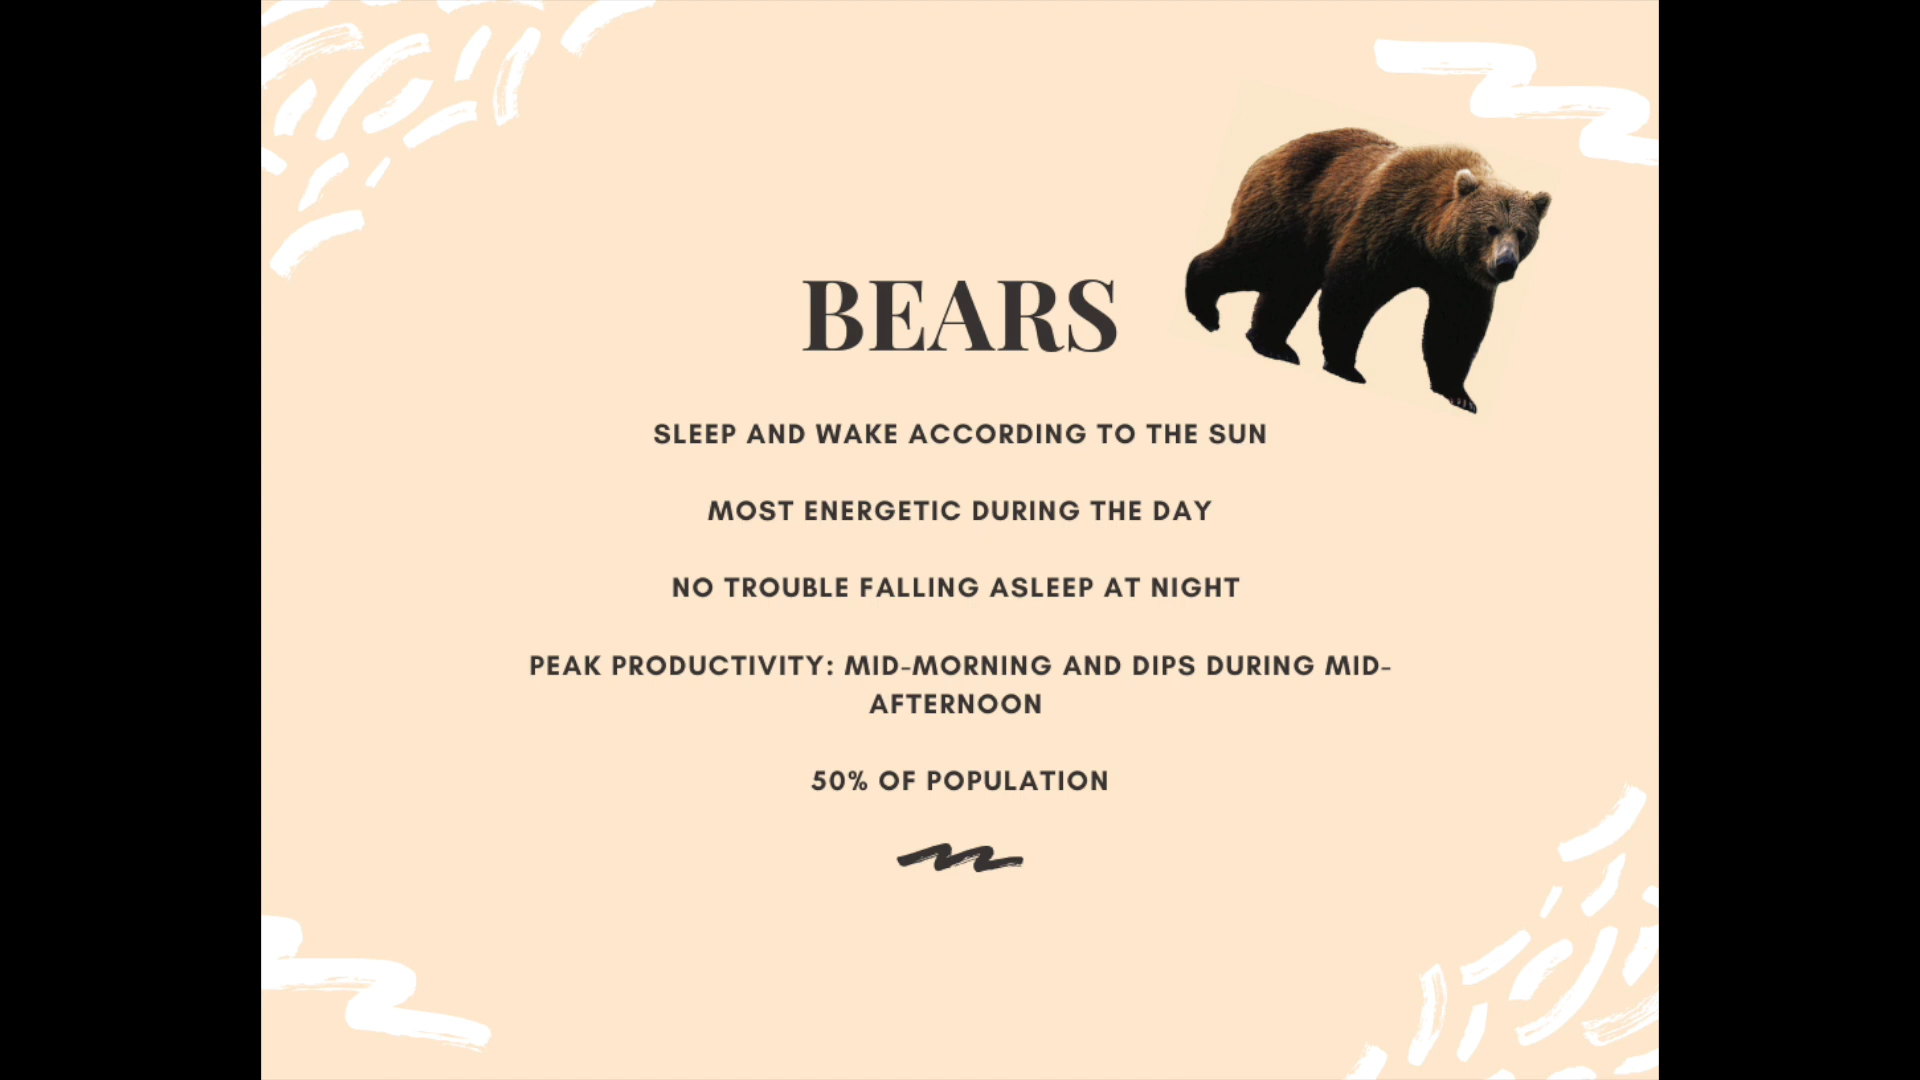 BEARS
SLEEP AND WAKE ACCORDING TO THE SUN
MOST ENERGETIC DURING THE DAY
NO TROUBLE FALLING ASLEEP AT NIGHT
PEAK PRODUCTIVITY: MID-MORNING AND DIPS DURING MID-
AFTERNOON
50% OF POPULATION